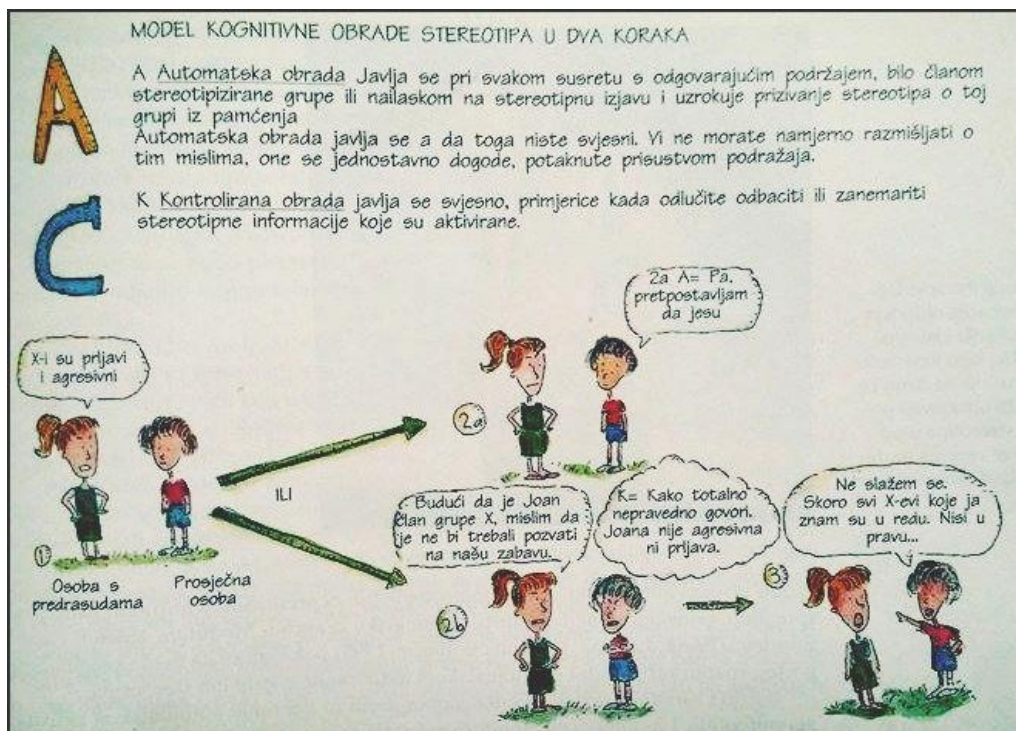 MODEL KOGNITIVNE OBRADE STEREOTIPA U DVA KORAKA
A
A Automatska obrada Javlja se pri svakom susretu s odgovarajućim podržajem, bilo članom
stereotipizirane grupe ili nailaskom na stereotipnu izjavu i uzrokuje prizivanje stereotipa o toj
grupi iz pamćenja
Automatska obrada javlja se a da toga niste svjesni. Vi ne morate namjerno razmišljati o
tim mislima, one se jednostavno dogode, potaknute prisustvom podražaja.
C
K Kontrolirana obrada javlja se svjesno, primjerice kada odlučite odbaciti ili zanemariti
stereotipne informacije koje su aktivirane.
X-i su prljavi
i agresivni
1
Osoba s
predrasudama
Prosječna
osoba
ILI
2a
2a A= Pa,
pretpostavljam
da jesu
2b
Budući da je Joan
član grupe X, mislim da
je ne bi trebali pozvati
na našu zabavu.
K= Kako totalno
nepravedno govori.
Joana nije agresivna
ni prljava.
3
Ne slažem se.
Skoro svi X-evi koje ja
znam su u redu. Nisi u
pravu...